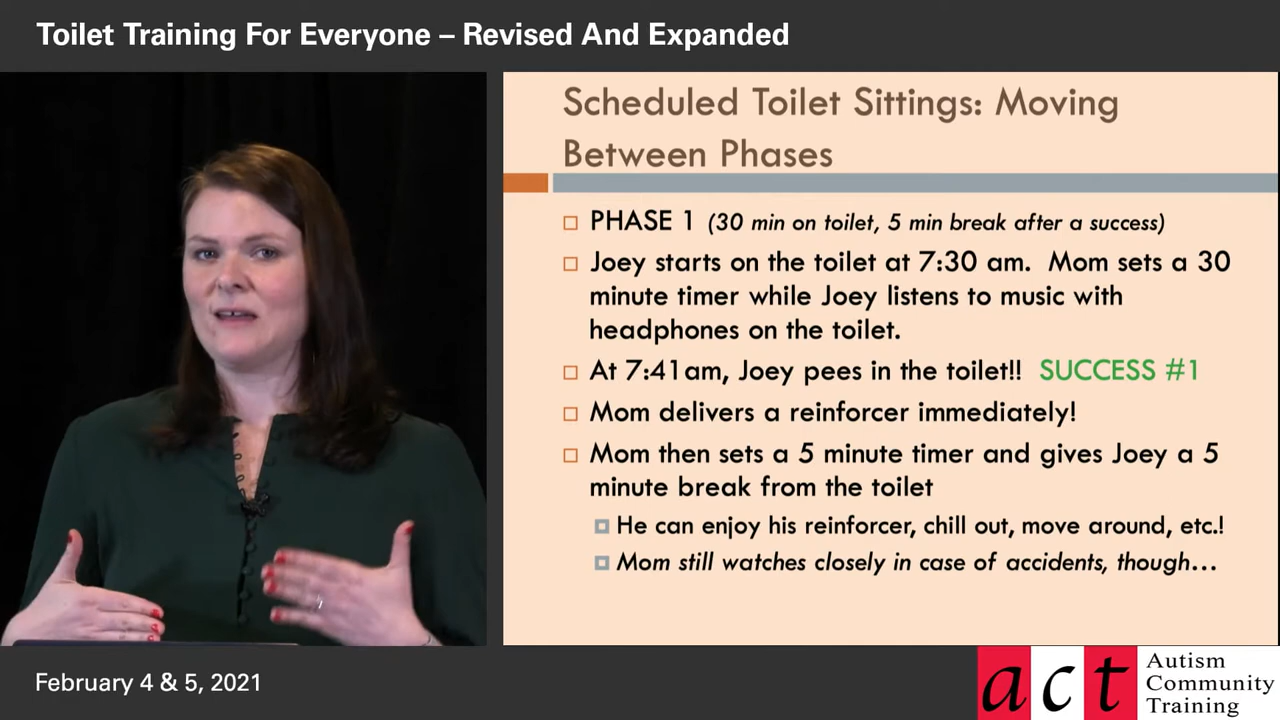 Toilet Training For Everyone – Revised And Expanded
Scheduled Toilet Sittings: Moving
Between Phases
PHASE 1 (30 min on toilet, 5 min break after a success)
Joey starts on the toilet at 7:30 am. Mom sets a 30
minute timer while Joey listens to music with
headphones on the toilet.
At 7:41am, Joey pees in the toilet!! SUCCESS #1
Mom delivers a reinforcer immediately!
Mom then sets a 5 minute timer and gives Joey a 5
minute break from the toilet
He can enjoy his reinforcer, chill out, move around, etc.!
Mom still watches closely in case of accidents, though…
February 4 & 5, 2021
act
Autism
Community
Training